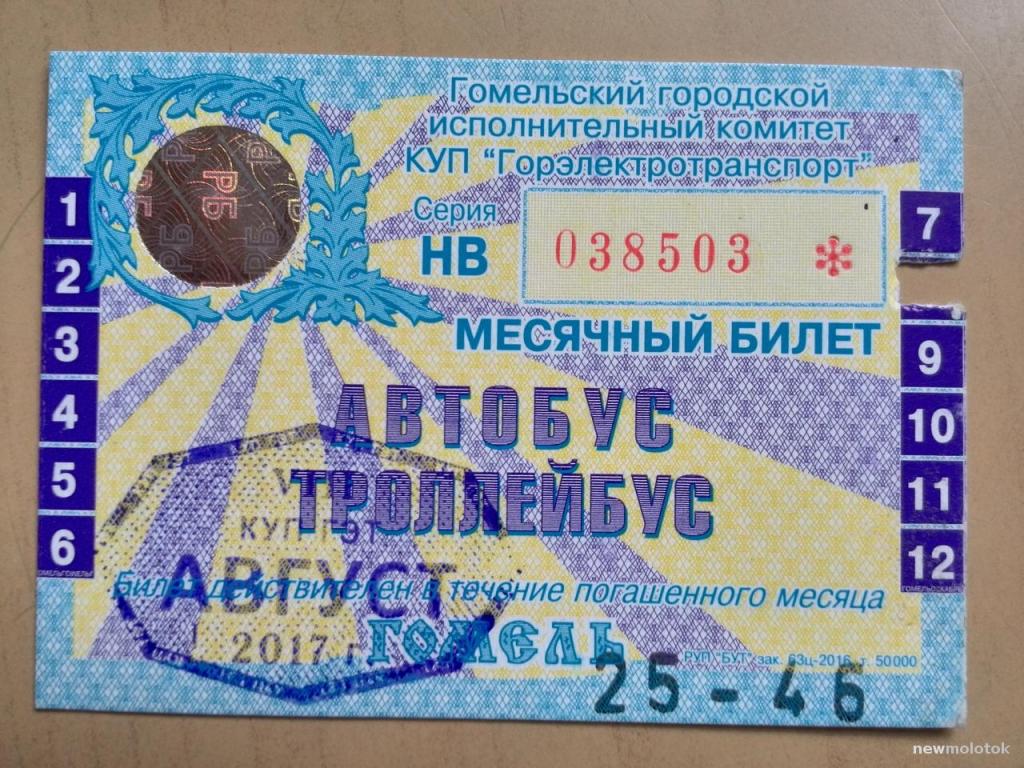 Гомельский городской
исполнительный комитет
КУП "Горэлектротранспорт"
Серия
НВ
038503 *
МЕСЯЧНЫЙ БИЛЕТ
АВТОБУС
ТРОЛЛЕЙБУС
Билет действителен в течение погашенного месяца
ГОМЕЛЬ
РУП "БУТ" зак. 63ц-2016 т. 50000
25-46
КУП ГЭТ
АВГУСТ
2017 г
РБ
1
2
3
4
5
6
7
9
10
11
12
newmolotok